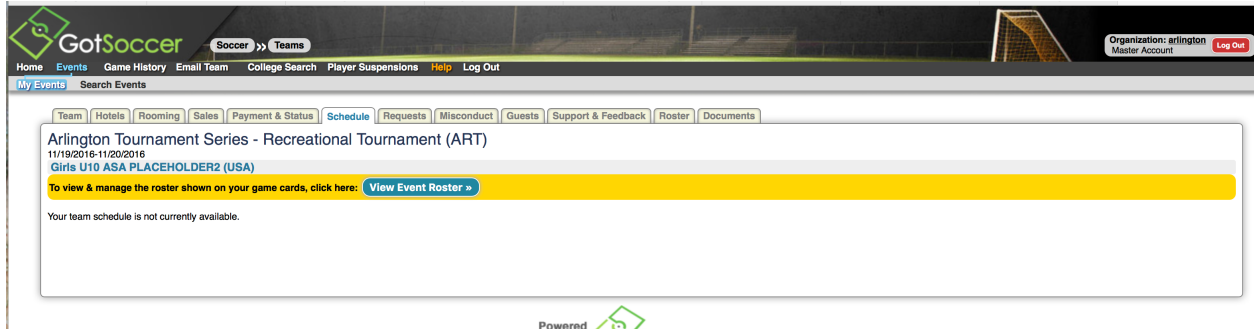 GotSoccer
Soccer )) Teams
Organization: arlington
Master Account
Log Out
Home Events Game History Email Team College Search Player Suspensions Help Log Out
My Events Search Events
Team Hotels Rooming Sales Payment & Status Schedule Requests Misconduct Guests Support & Feedback Roster Documents
Arlington Tournament Series - Recreational Tournament (ART)
11/19/2016-11/20/2016
Girls U10 ASA PLACEHOLDER2 (USA)
To view & manage the roster shown on your game cards, click here: View Event Roster »
Your team schedule is not currently available.
Powered